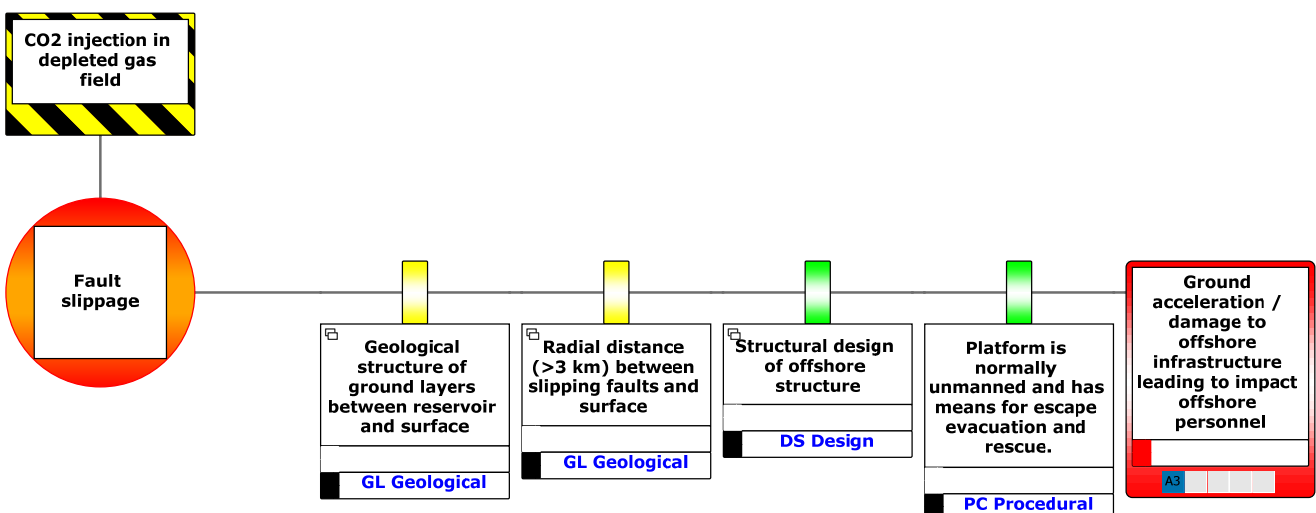 CO2 injection in
depleted gas
field
Fault
slippage
Geological
structure of
ground layers
between reservoir
and surface
GL Geological
Radial distance
(>3 km) between
slipping faults and
surface
GL Geological
Structural design
of offshore
structure
DS Design
Platform is
normally
unmanned and has
means for escape
evacuation and
rescue.
PC Procedural
Ground
acceleration /
damage to
offshore
infrastructure
leading to impact
offshore
personnel
A3